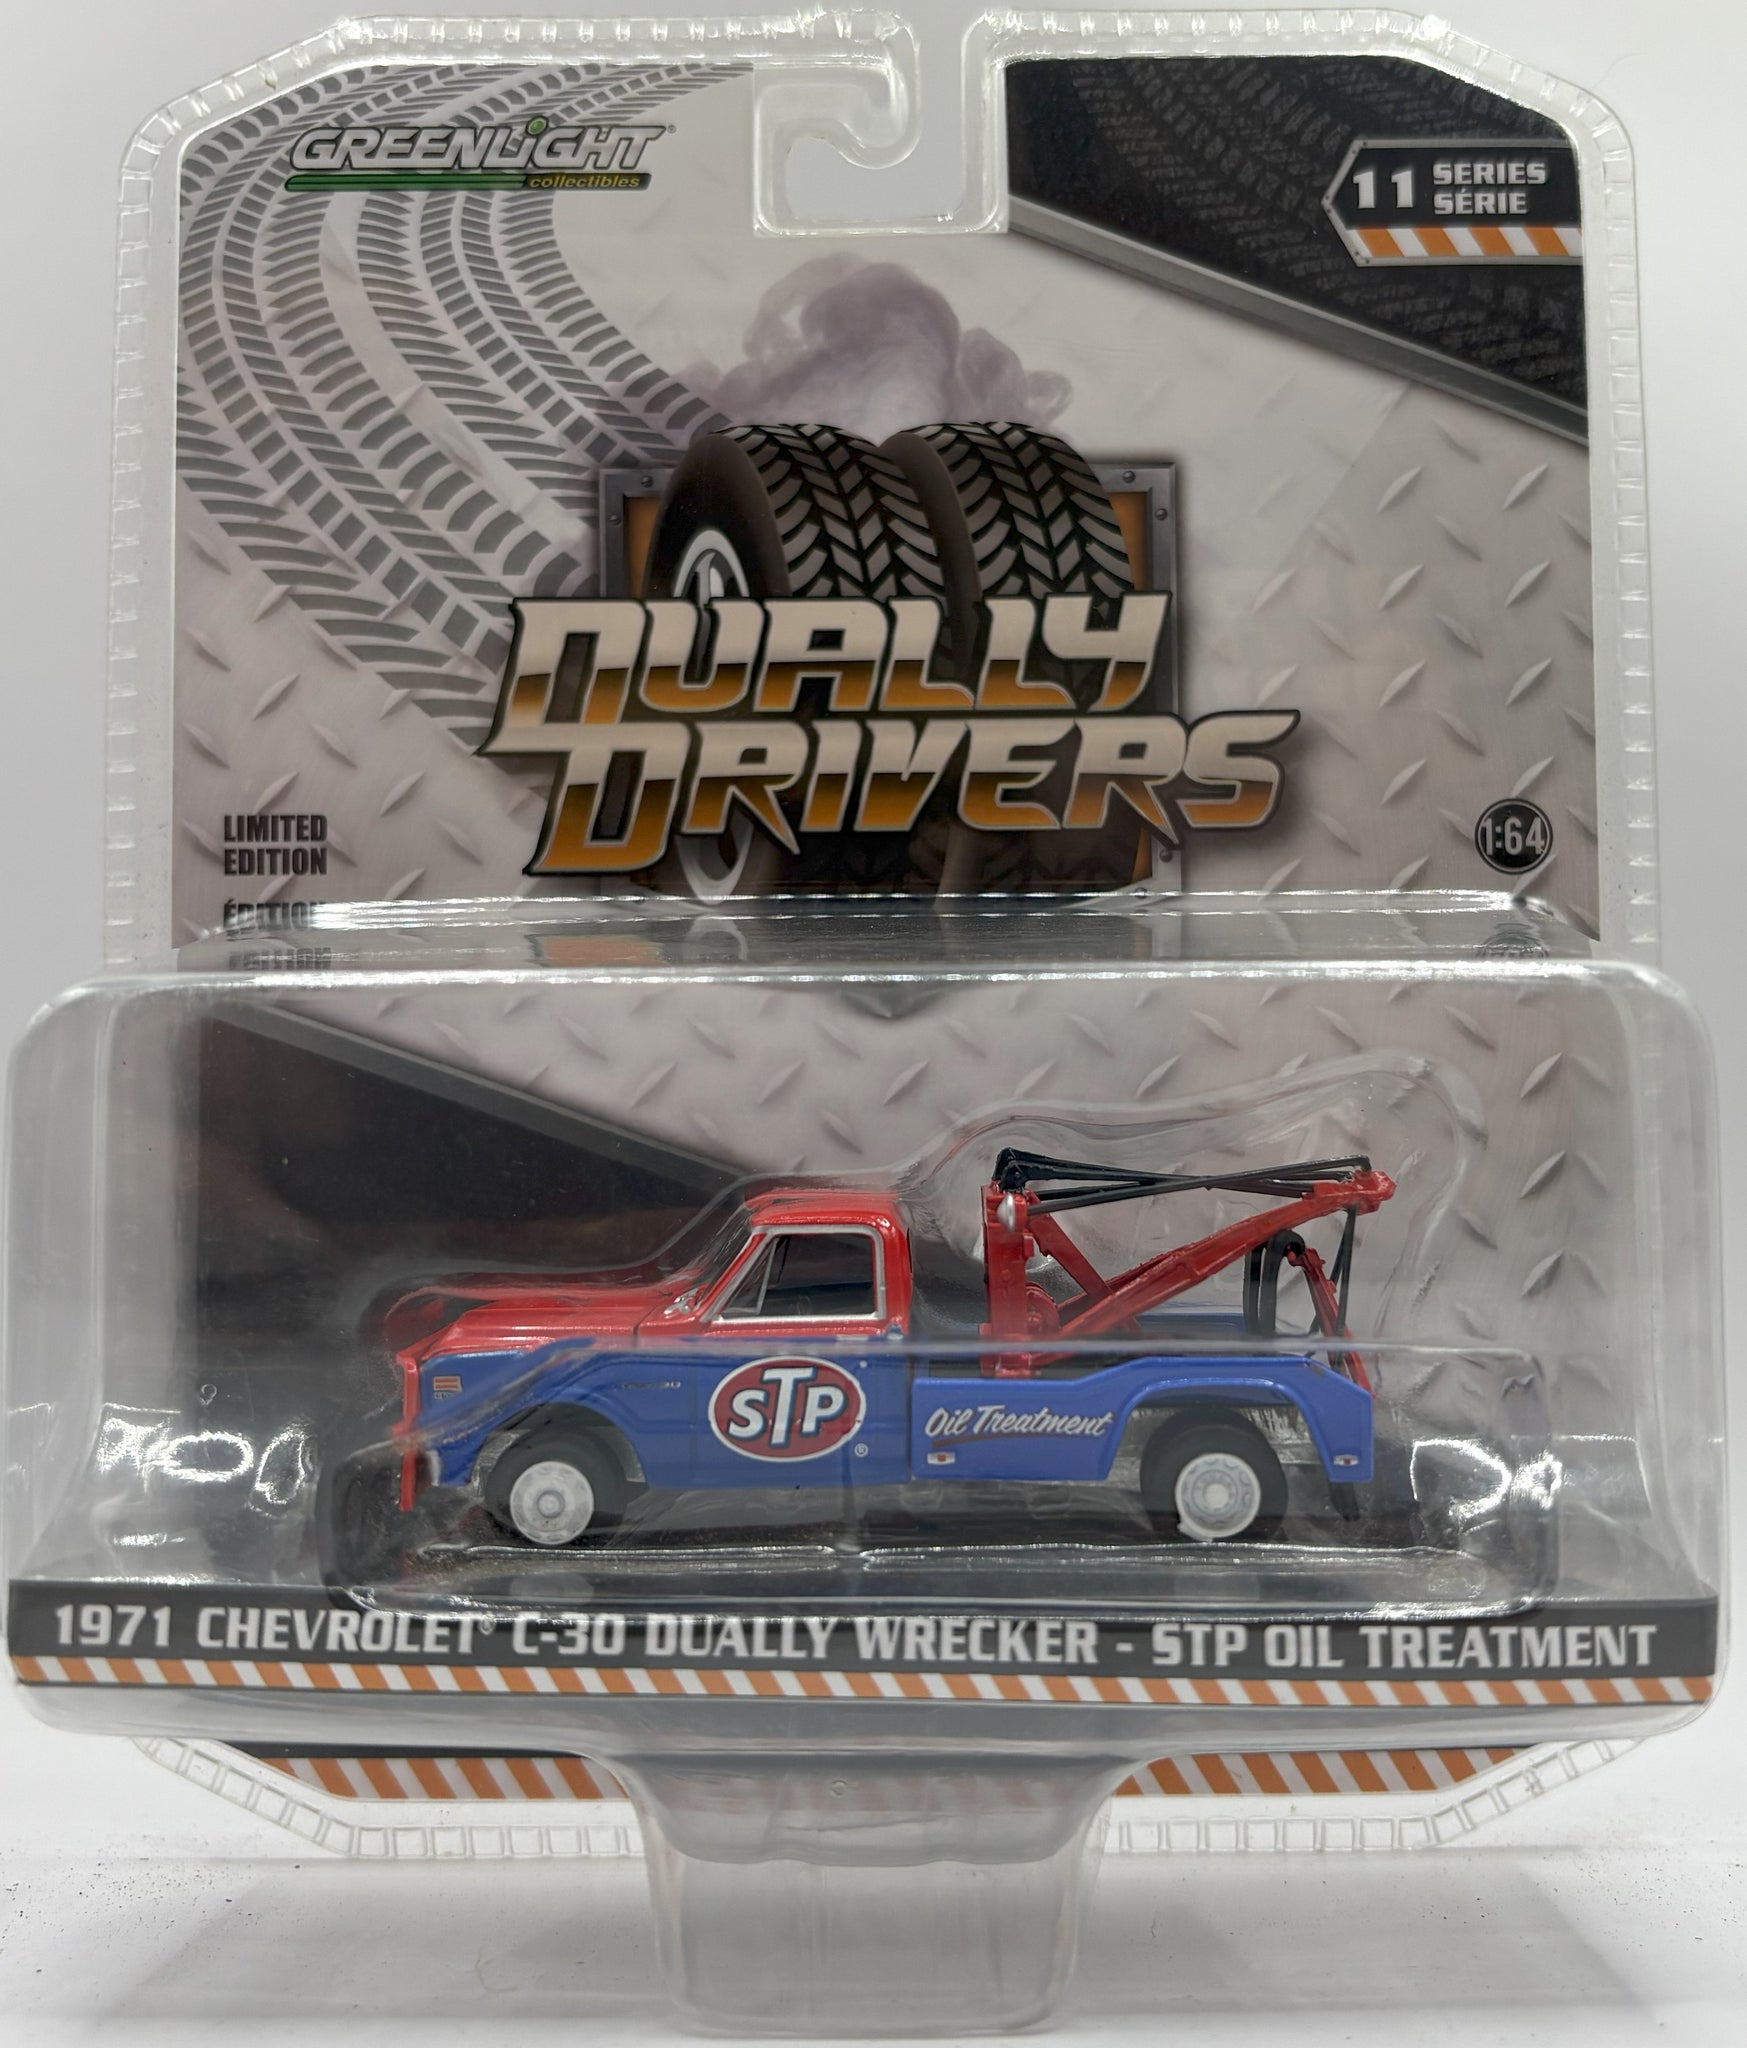 GREENLIGHT®
collectibles
11 SERIES
SÉRIE
DUALLY
DRIVERS
LIMITED
EDITION
ÉDITION
1:64
STP®
Oil Treatment
1971 CHEVROLET® C-30 DUALLY WRECKER - STP OIL TREATMENT